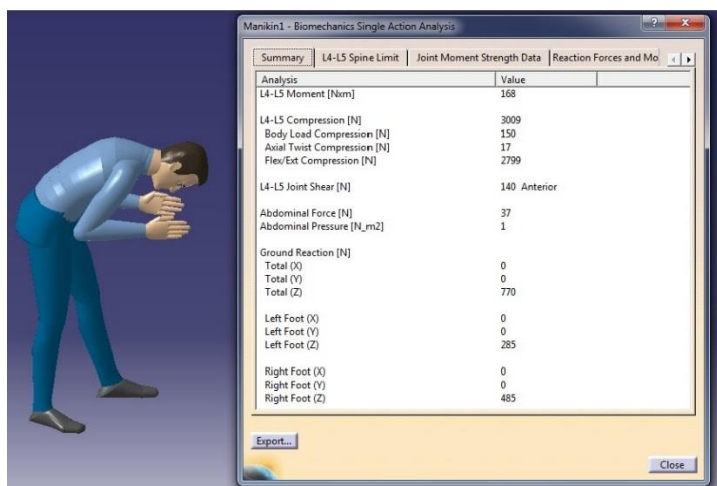 Manikin1 - Biomechanics Single Action Analysis
Summary L4-L5 Spine Limit Joint Moment Strength Data Reaction Forces and Mo
Analysis Value
L4-L5 Moment [Nxm] 168
L4-L5 Compression [N] 3009
Body Load Compression [N] 150
Axial Twist Compression [N] 17
Flex/Ext Compression [N] 2799
L4-L5 Joint Shear [N] 140 Anterior
Abdominal Force [N] 37
Abdominal Pressure [N_m2] 1
Ground Reaction [N]
Total (X) 0
Total (Y) 0
Total (Z) 770
Left Foot (X) 0
Left Foot (Y) 0
Left Foot (Z) 285
Right Foot (X) 0
Right Foot (Y) 0
Right Foot (Z) 485
Export...
Close